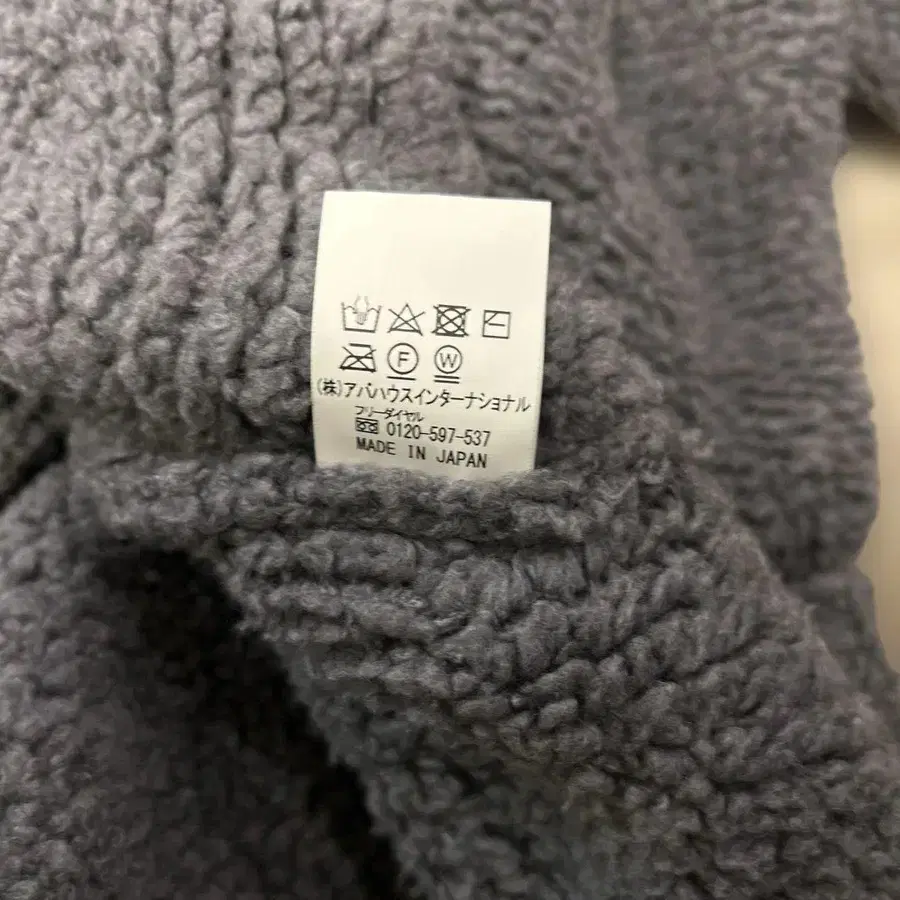 F W
(株)アバハウスインターナショナル
フリーダイヤル
0120-597-537
MADE IN JAPAN